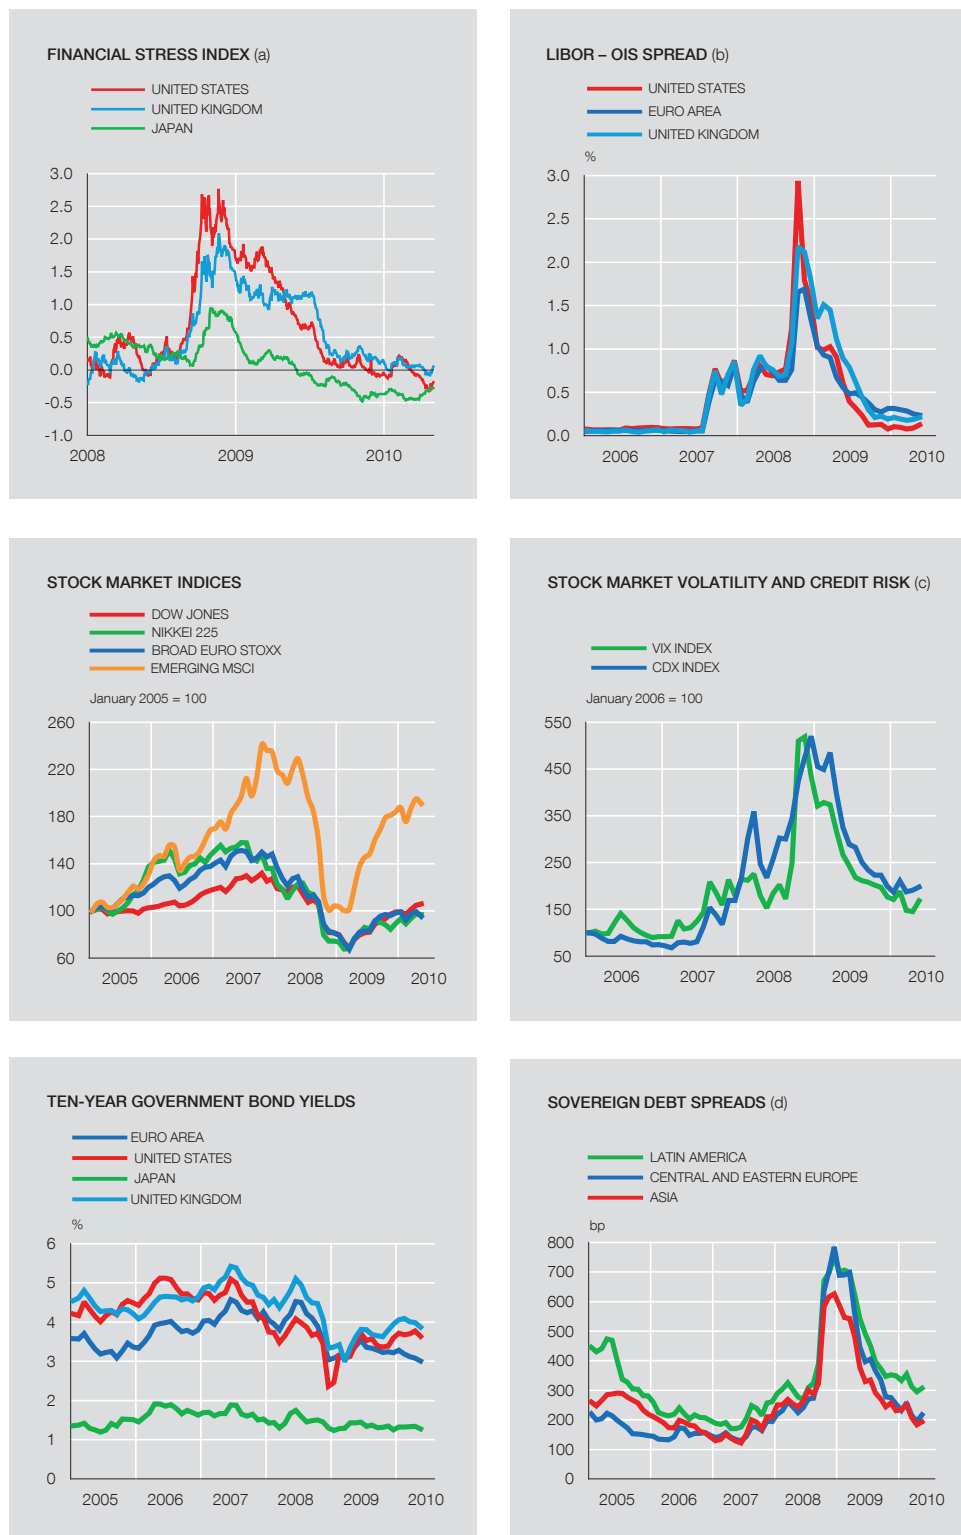 FINANCIAL STRESS INDEX (a)
UNITED STATES
UNITED KINGDOM
JAPAN
3.0
2.5
2.0
1.5
1.0
0.5
0.0
-0.5
-1.0
2008 2009 2010
LIBOR – OIS SPREAD (b)
UNITED STATES
EURO AREA
UNITED KINGDOM
%
3.0
2.5
2.0
1.5
1.0
0.5
0.0
2006 2007 2008 2009 2010
STOCK MARKET INDICES
DOW JONES
NIKKEI 225
BROAD EURO STOXX
EMERGING MSCI
January 2005 = 100
260
220
180
140
100
60
2005 2006 2007 2008 2009 2010
STOCK MARKET VOLATILITY AND CREDIT RISK (c)
VIX INDEX
CDX INDEX
January 2006 = 100
550
450
350
250
150
50
2006 2007 2008 2009 2010
TEN-YEAR GOVERNMENT BOND YIELDS
EURO AREA
UNITED STATES
JAPAN
UNITED KINGDOM
%
6
5
4
3
2
1
0
2005 2006 2007 2008 2009 2010
SOVEREIGN DEBT SPREADS (d)
LATIN AMERICA
CENTRAL AND EASTERN EUROPE
ASIA
bp
800
700
600
500
400
300
200
100
0
2005 2006 2007 2008 2009 2010